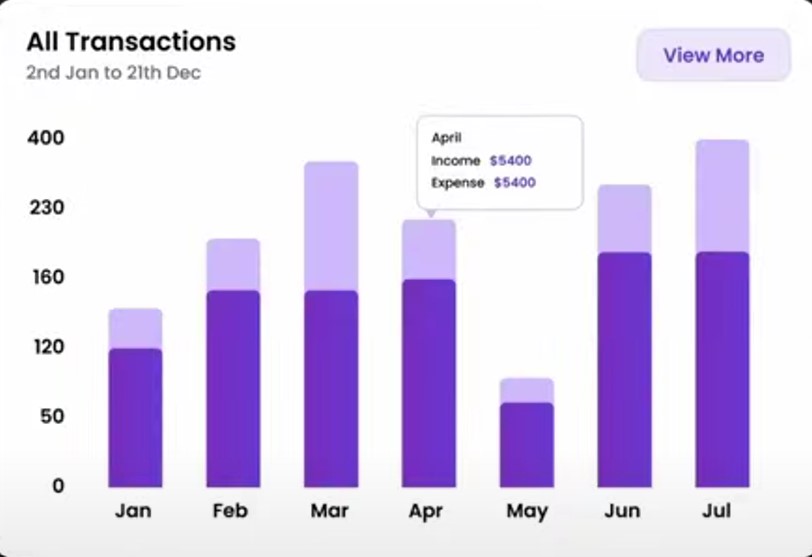 All Transactions
2nd Jan to 21th Dec
View More
400
230
160
120
50
0
April
Income $5400
Expense $5400
Jan Feb Mar Apr May Jun Jul